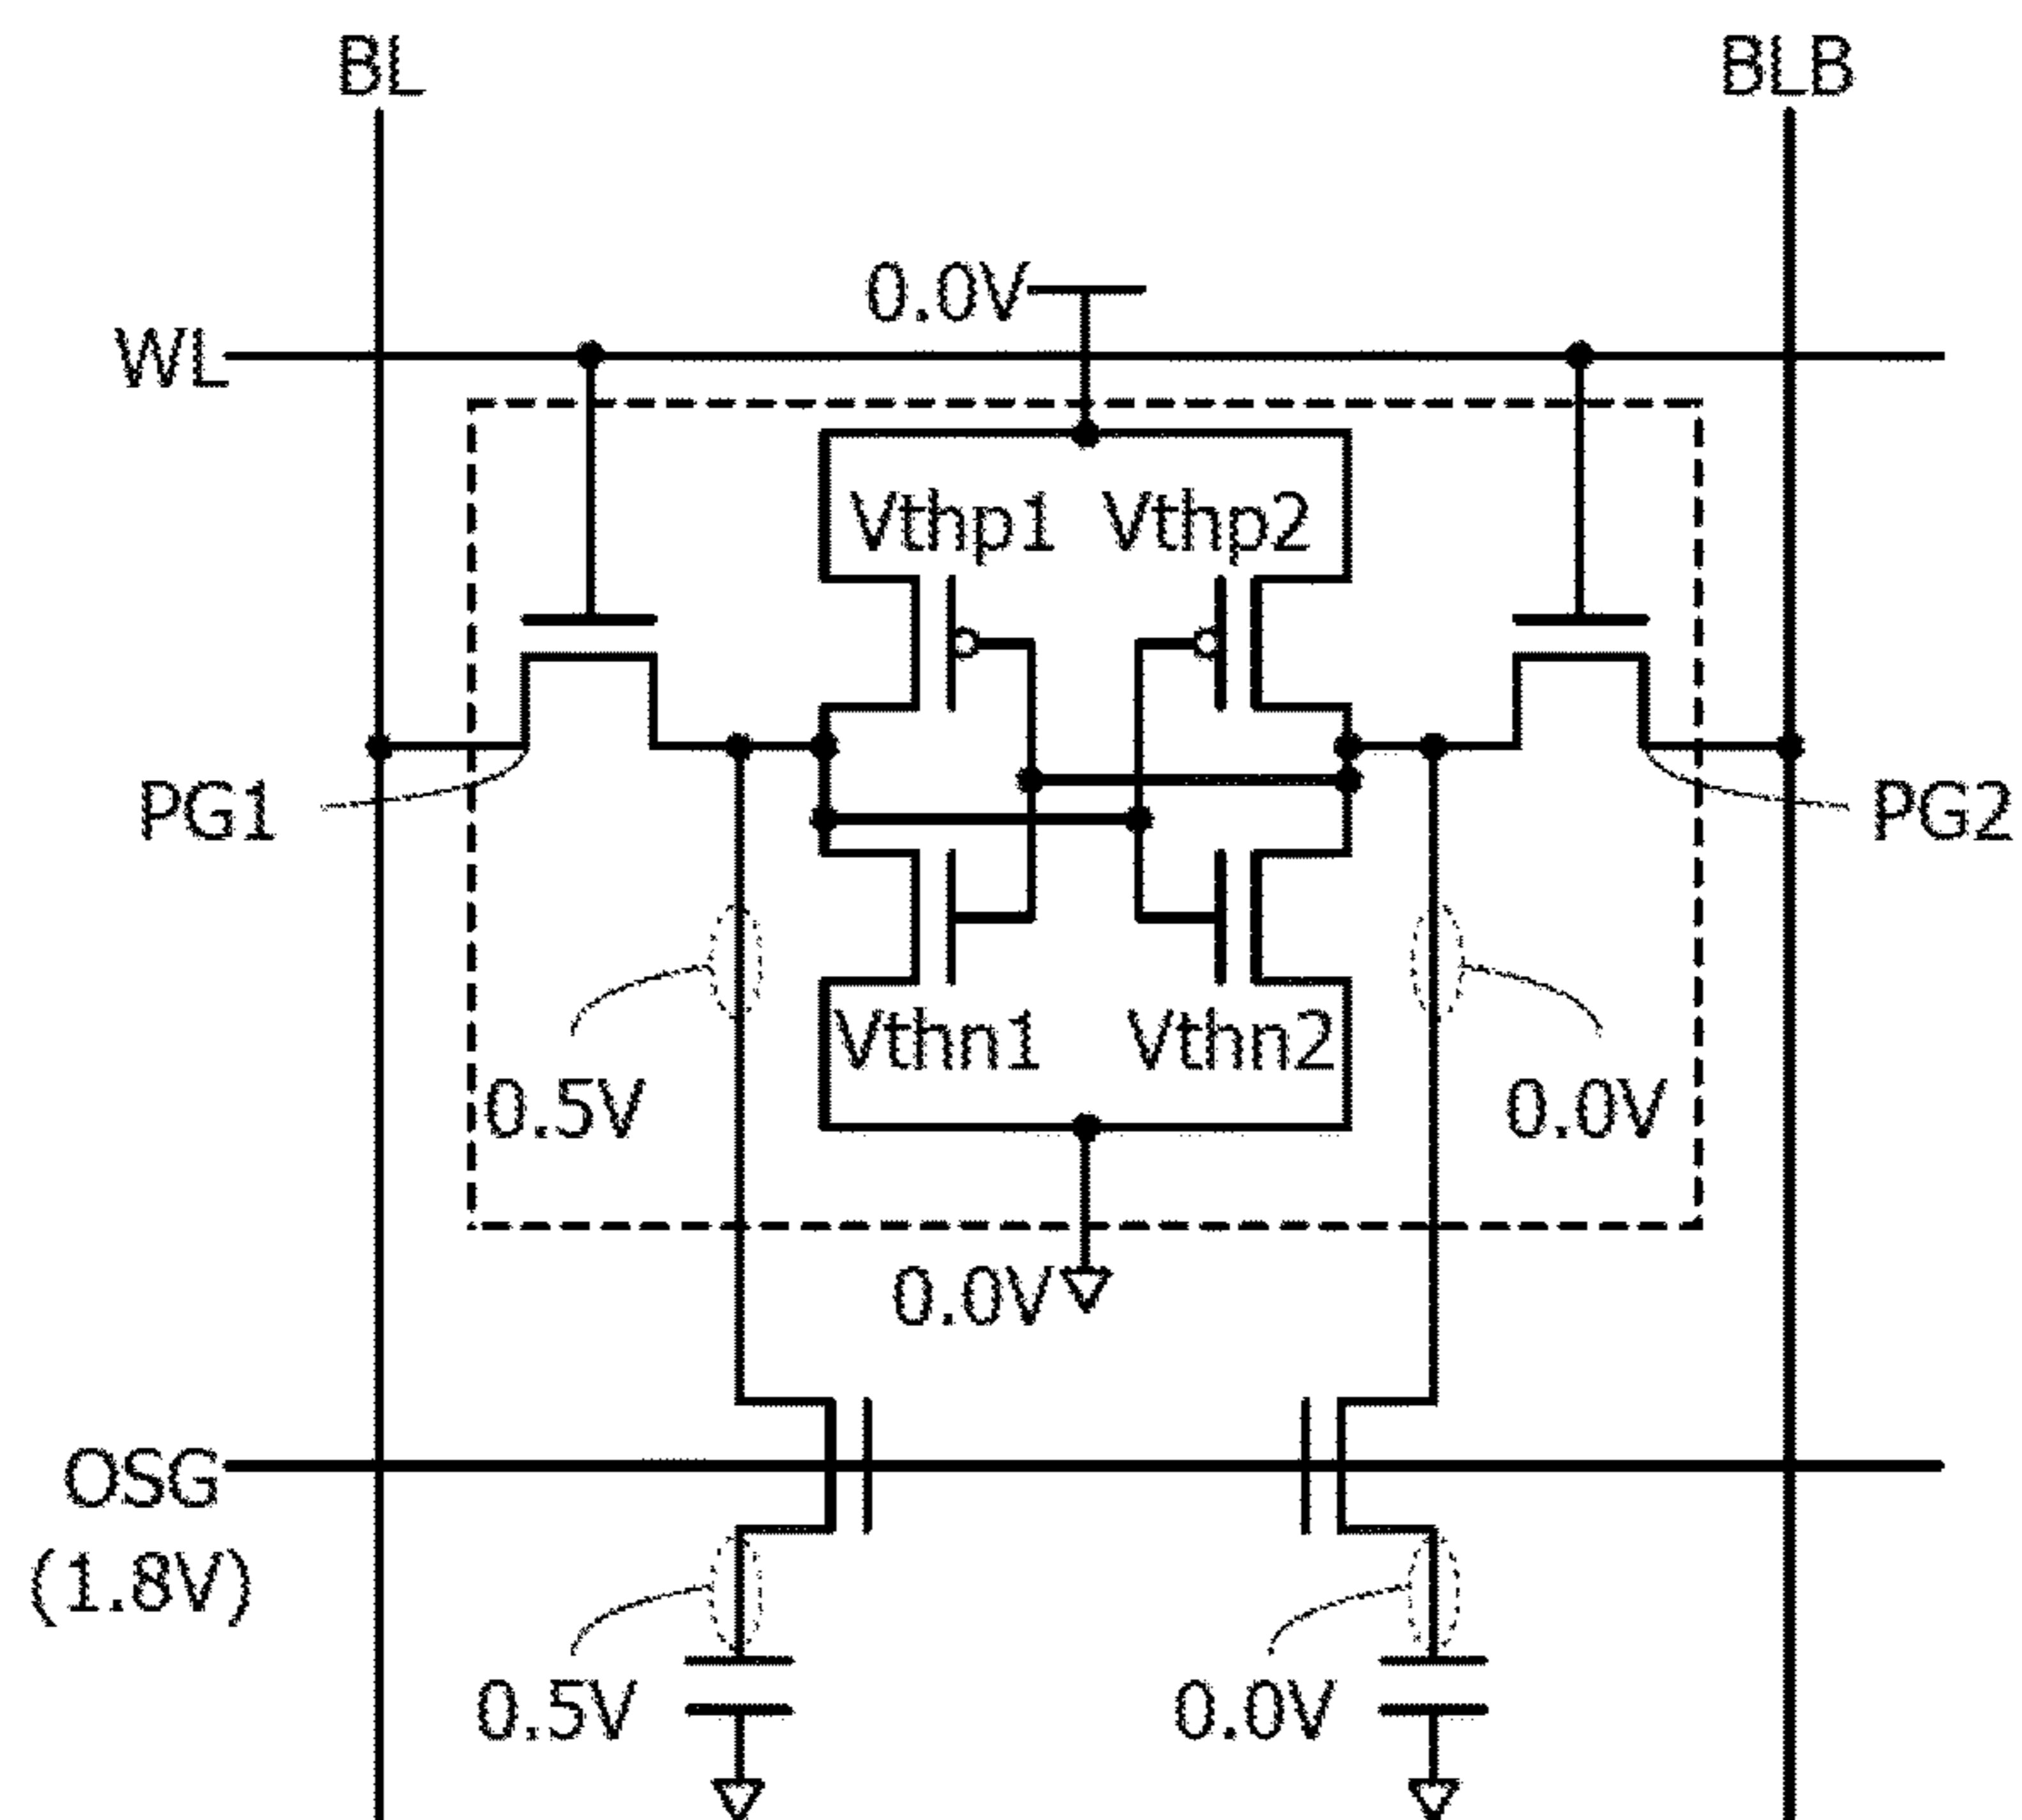 BL BLB
0.0V
WL
Vthp1 Vthp2
PG1 PG2
Vthn1 Vthn2
0.5V 0.0V
0.0V
OSG
(1.8V)
0.5V 0.0V